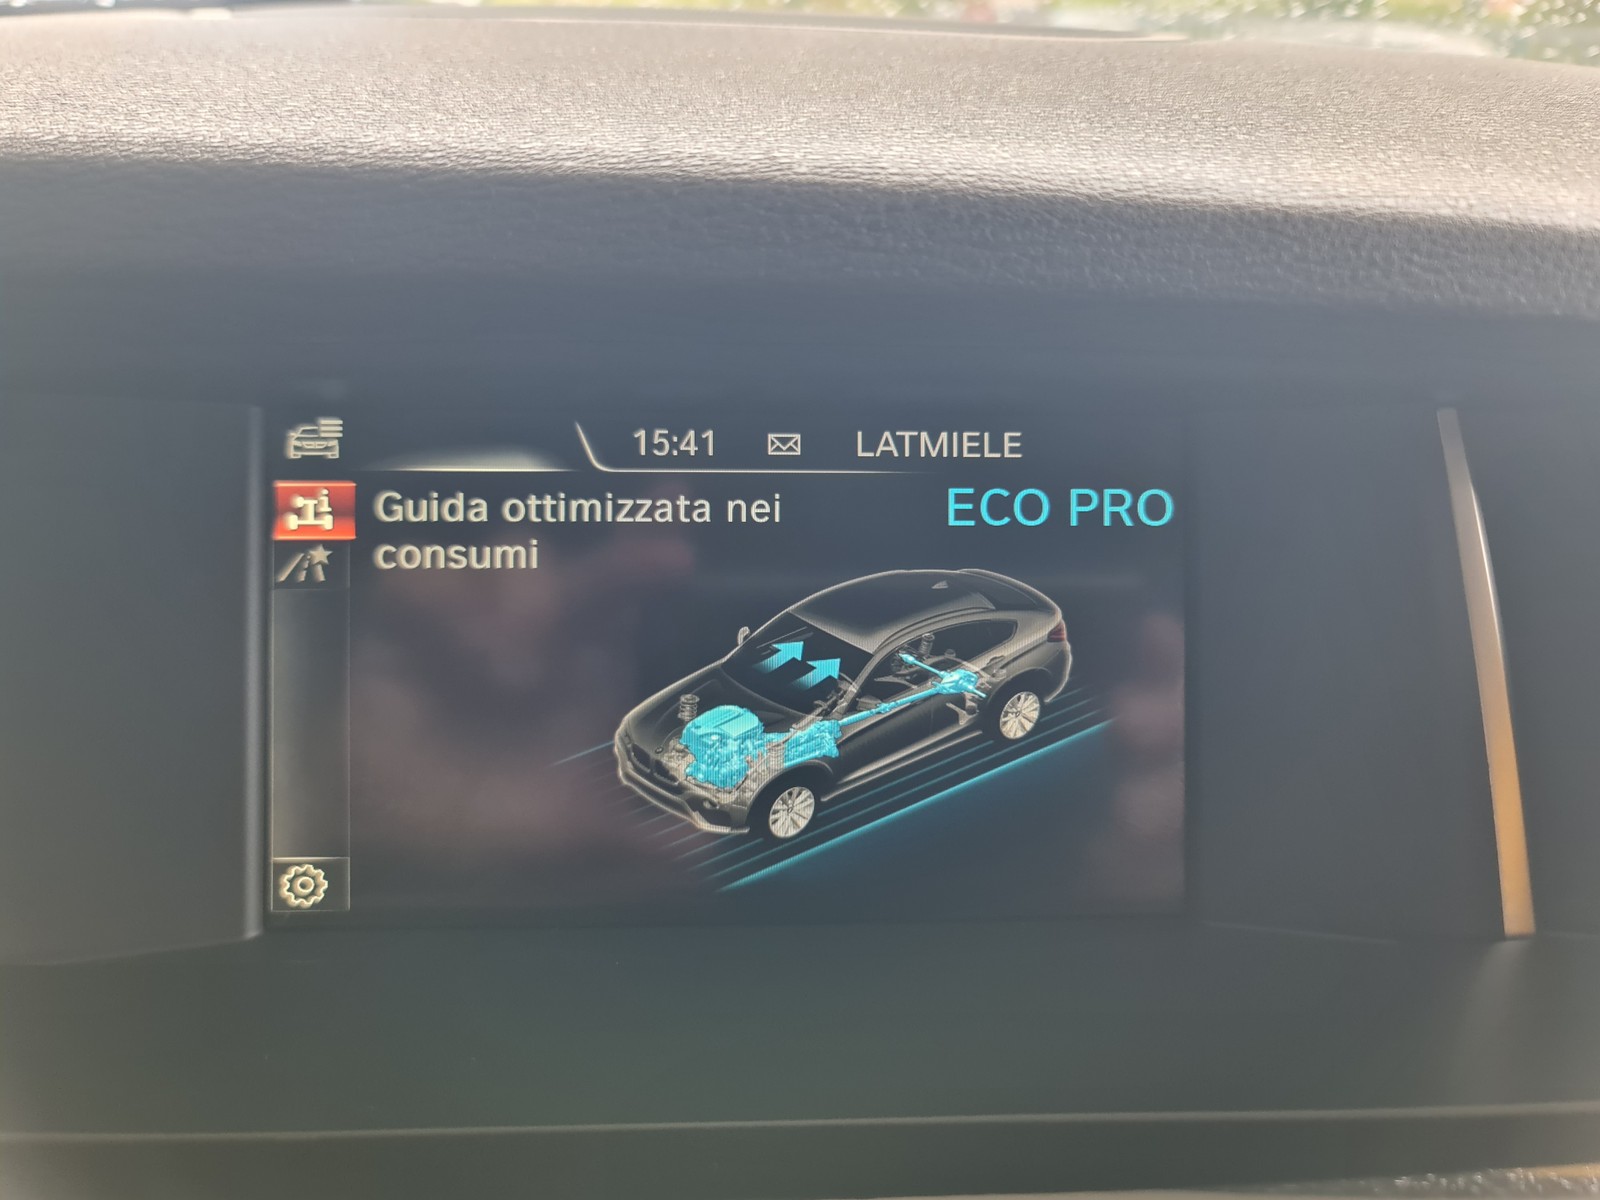 15:41 LATMIELE
Guida ottimizzata nei ECO PRO
consumi